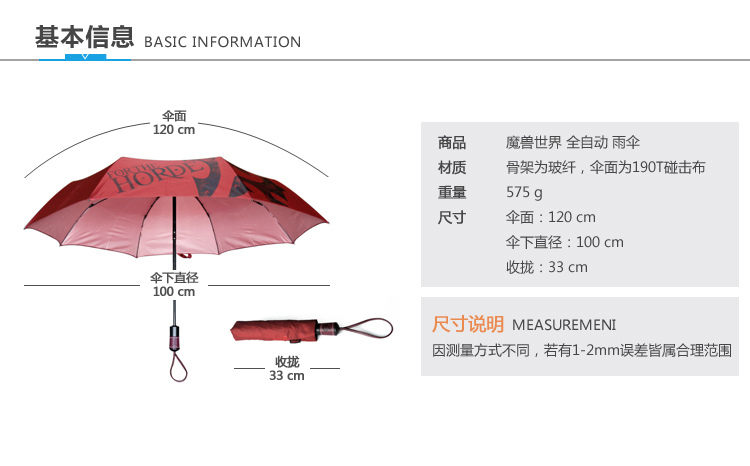 基本信息 BASIC INFORMATION
伞面
120 cm
FOR THE
HORDE
伞下直径
100 cm
收拢
33 cm
商品 魔兽世界 全自动 雨伞
材质 骨架为玻纤，伞面为190T碰击布
重量 575 g
尺寸 伞面：120 cm
伞下直径：100 cm
收拢：33 cm
尺寸说明 MEASUREMENI
因测量方式不同，若有1-2mm误差皆属合理范围